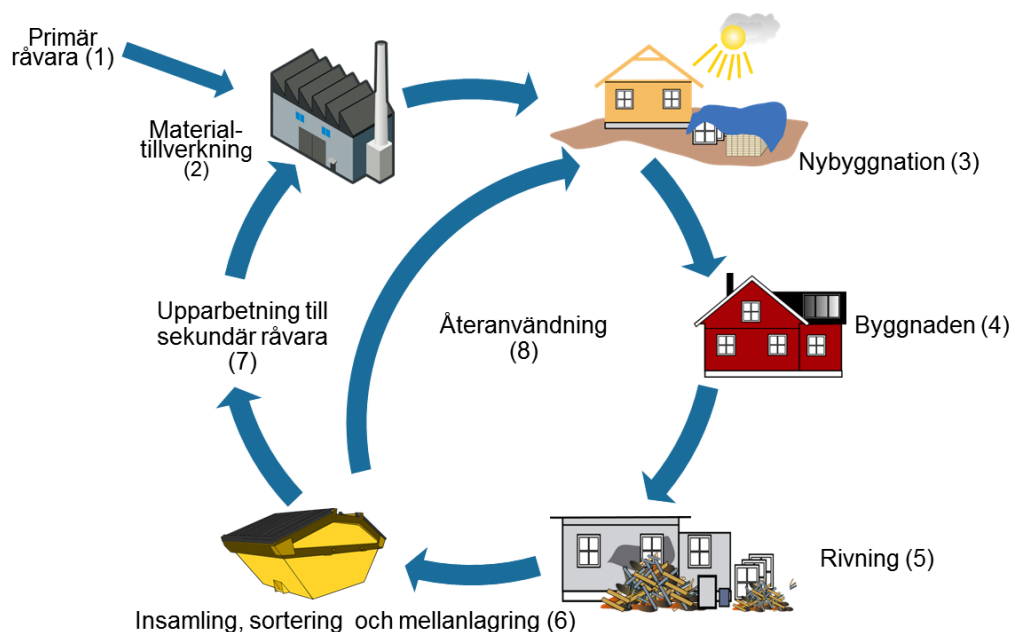 Primär
råvara (1)
Material-
tillverkning
(2)
Nybyggnation (3)
Byggnaden (4)
Rivning (5)
Insamling, sortering  och mellanlagring (6)
Upparbetning till
sekundär råvara
(7)
Återanvändning
(8)